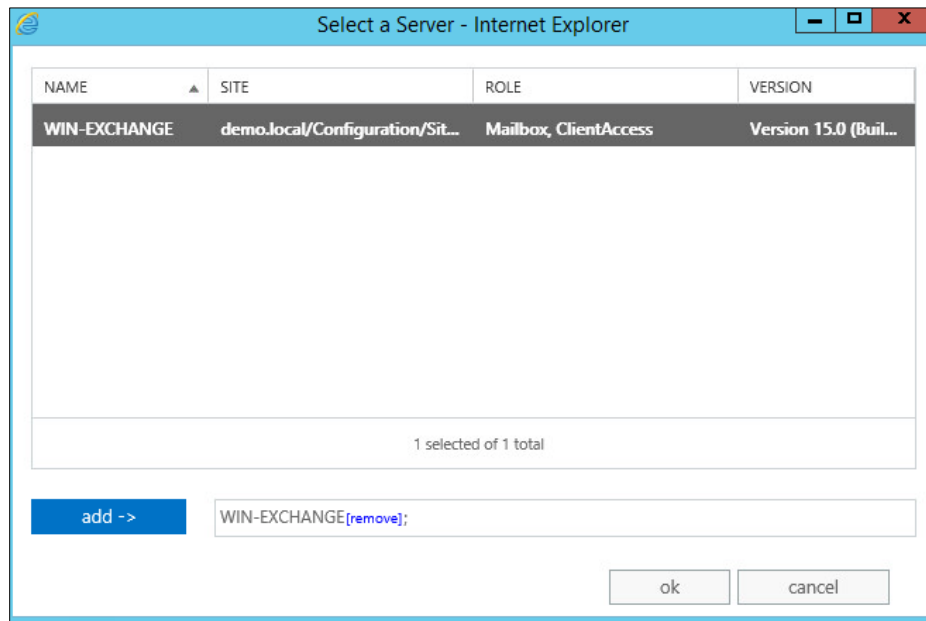 Select a Server - Internet Explorer
NAME SITE ROLE VERSION
WIN-EXCHANGE demo.local/Configuration/Sit... Mailbox, ClientAccess Version 15.0 (Buil...
1 selected of 1 total
add -> WIN-EXCHANGE[remove];
ok cancel